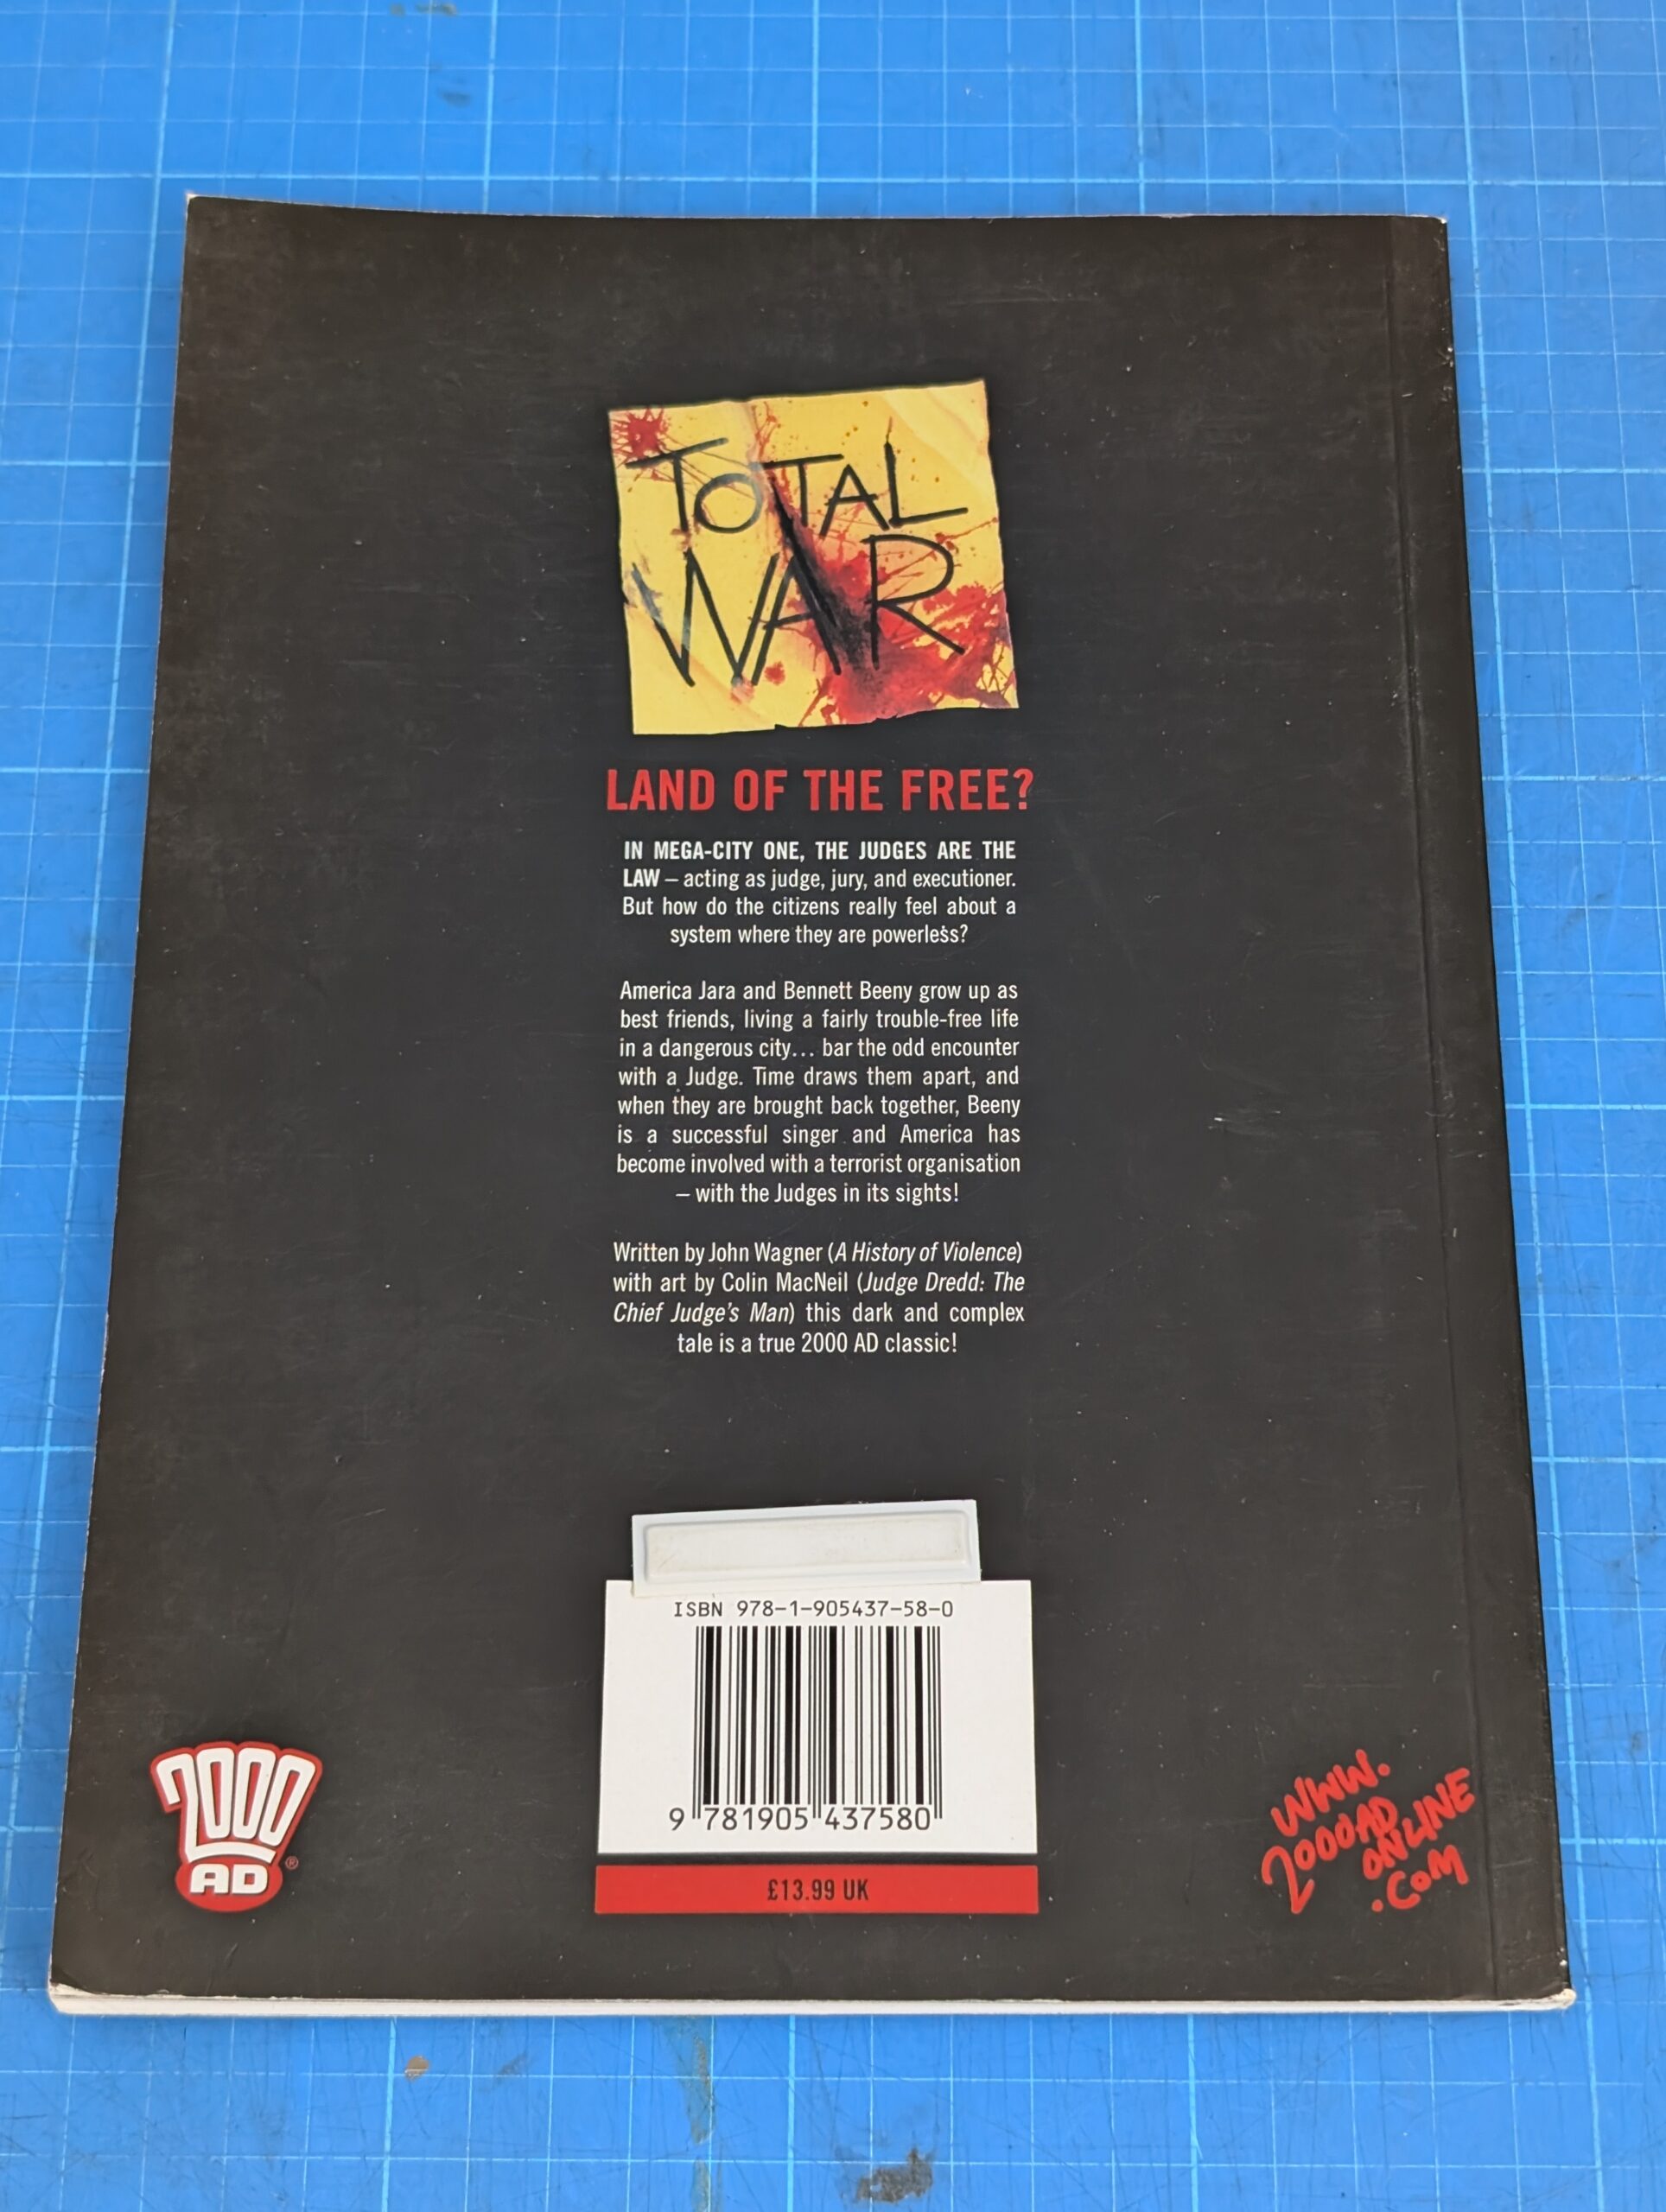 TOTAL
WAR
LAND OF THE FREE?
IN MEGA-CITY ONE, THE JUDGES ARE THE
LAW – acting as judge, jury, and executioner.
But how do the citizens really feel about a
system where they are powerless?
America Jara and Bennett Beeny grow up as
best friends, living a fairly trouble-free life
in a dangerous city... bar the odd encounter
with a Judge. Time draws them apart, and
when they are brought back together, Beeny
is a successful singer and America has
become involved with a terrorist organisation
– with the Judges in its sights!
Written by John Wagner (A History of Violence)
with art by Colin MacNeil (Judge Dredd: The
Chief Judge's Man) this dark and complex
tale is a true 2000 AD classic!
ISBN 978-1-905437-58-0
9 781905 437580
£13.99 UK
2000
AD®
WWW.
2000AD
ONLINE
.COM